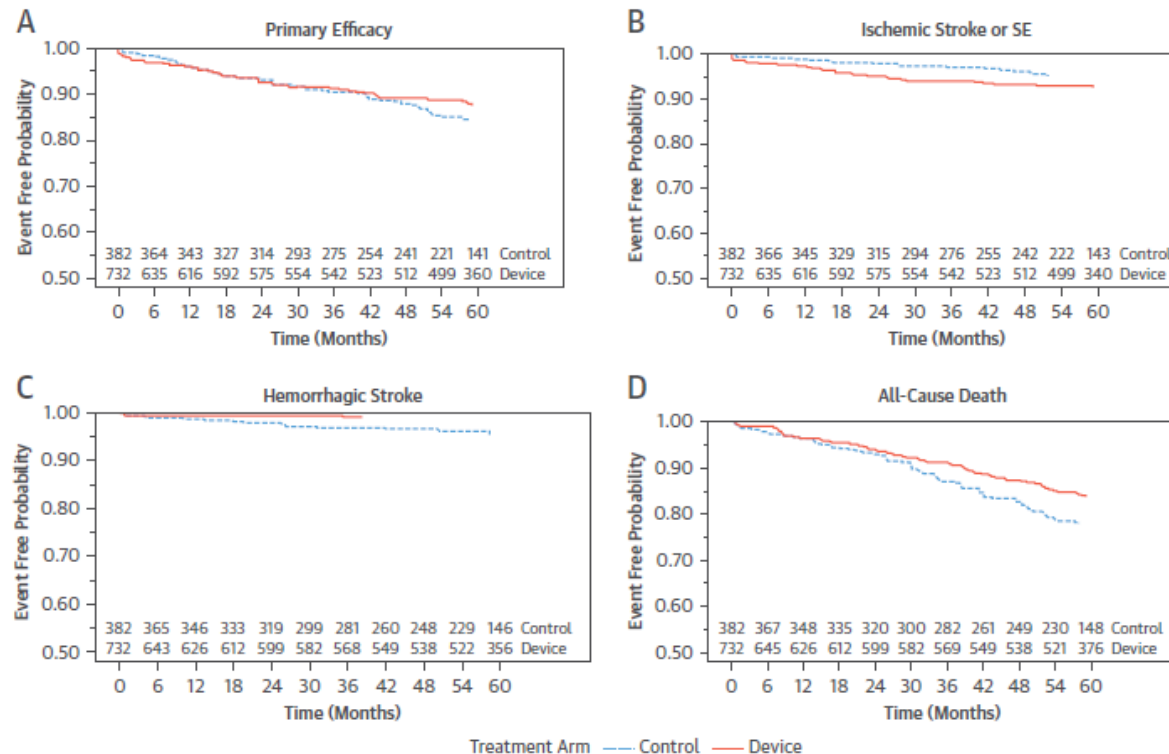 A
Primary Efficacy
Event Free Probability
1.00
0.90
0.80
0.70
0.60
0.50
382 364 343 327 314 293 275 254 241 221 141 Control
732 635 616 592 575 554 542 523 512 499 360 Device
0 6 12 18 24 30 36 42 48 54 60
Time (Months)
B
Ischemic Stroke or SE
Event Free Probability
1.00
0.90
0.80
0.70
0.60
0.50
382 366 345 329 315 294 276 255 242 222 143 Control
732 635 616 592 575 554 542 523 512 499 340 Device
0 6 12 18 24 30 36 42 48 54 60
Time (Months)
C
Hemorrhagic Stroke
Event Free Probability
1.00
0.90
0.80
0.70
0.60
0.50
382 365 346 333 319 299 281 260 248 229 146 Control
732 643 626 612 599 582 568 549 538 522 356 Device
0 6 12 18 24 30 36 42 48 54 60
Time (Months)
D
All-Cause Death
Event Free Probability
1.00
0.90
0.80
0.70
0.60
0.50
382 367 348 335 320 300 282 261 249 230 148 Control
732 645 626 612 599 582 569 549 538 521 376 Device
0 6 12 18 24 30 36 42 48 54 60
Time (Months)
Treatment Arm Control Device